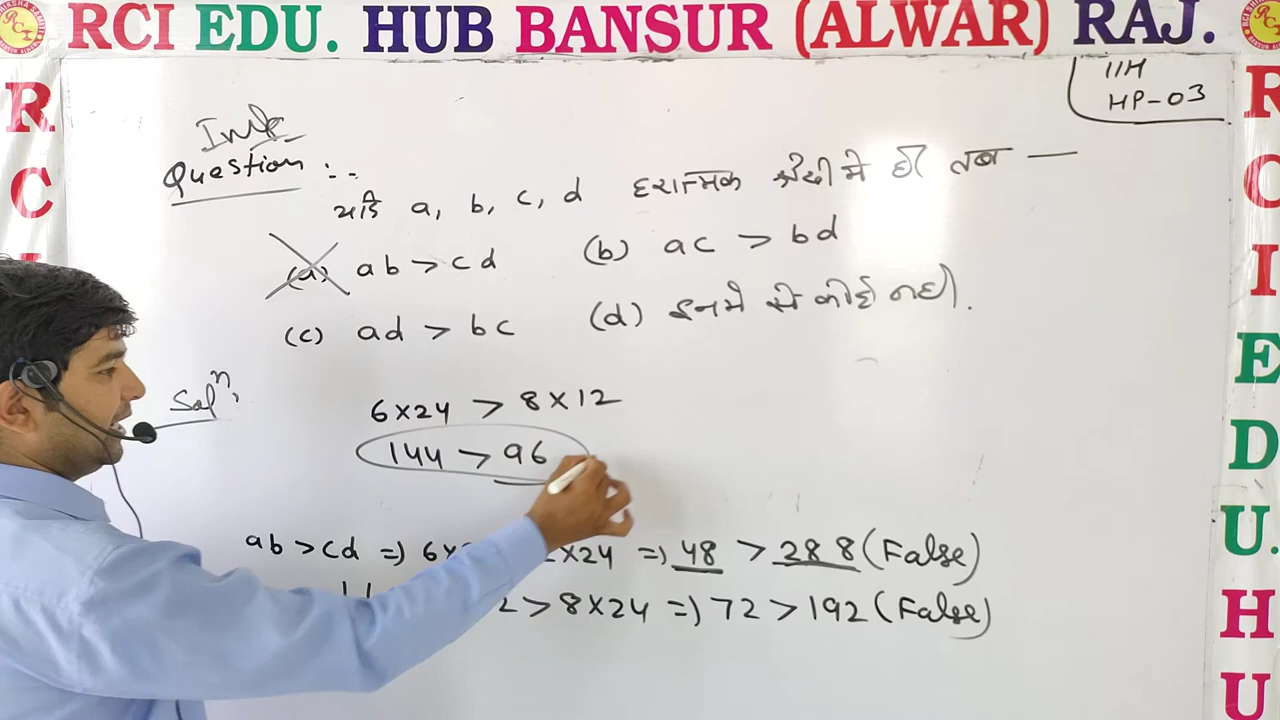 RCI EDU. HUB BANSUR (ALWAR) RAJ.
R
C
I
R
C
I
E
D
U.
H
U
11H
HP-03
Imp
Question :-
यदि a, b, c, d हरात्मक श्रेणी में हो तब —
(a) ab > cd (b) ac > bd
(c) ad > bc (d) इनमें से कोई नहीं.
Solⁿ,
6×24 > 8×12
144 > 96
ab > cd => 6× ×24 => 48 > 288 (False)
2 > 8×24 => 72 > 192 (False)